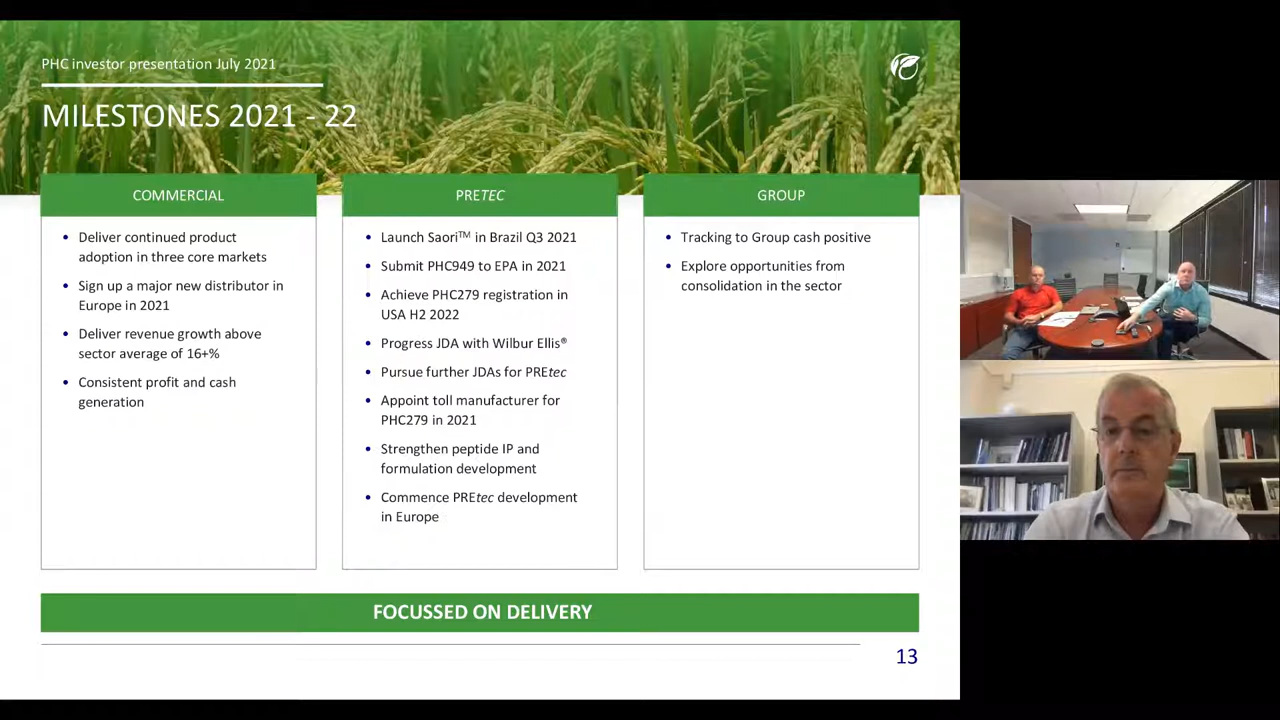 PHC investor presentation July 2021
MILESTONES 2021 - 22
COMMERCIAL
Deliver continued product
adoption in three core markets
Sign up a major new distributor in
Europe in 2021
Deliver revenue growth above
sector average of 16+%
Consistent profit and cash
generation
PRETEC
Launch Saori™ in Brazil Q3 2021
Submit PHC949 to EPA in 2021
Achieve PHC279 registration in
USA H2 2022
Progress JDA with Wilbur Ellis®
Pursue further JDAs for PREtec
Appoint toll manufacturer for
PHC279 in 2021
Strengthen peptide IP and
formulation development
Commence PREtec development
in Europe
GROUP
Tracking to Group cash positive
Explore opportunities from
consolidation in the sector
FOCUSSED ON DELIVERY
13